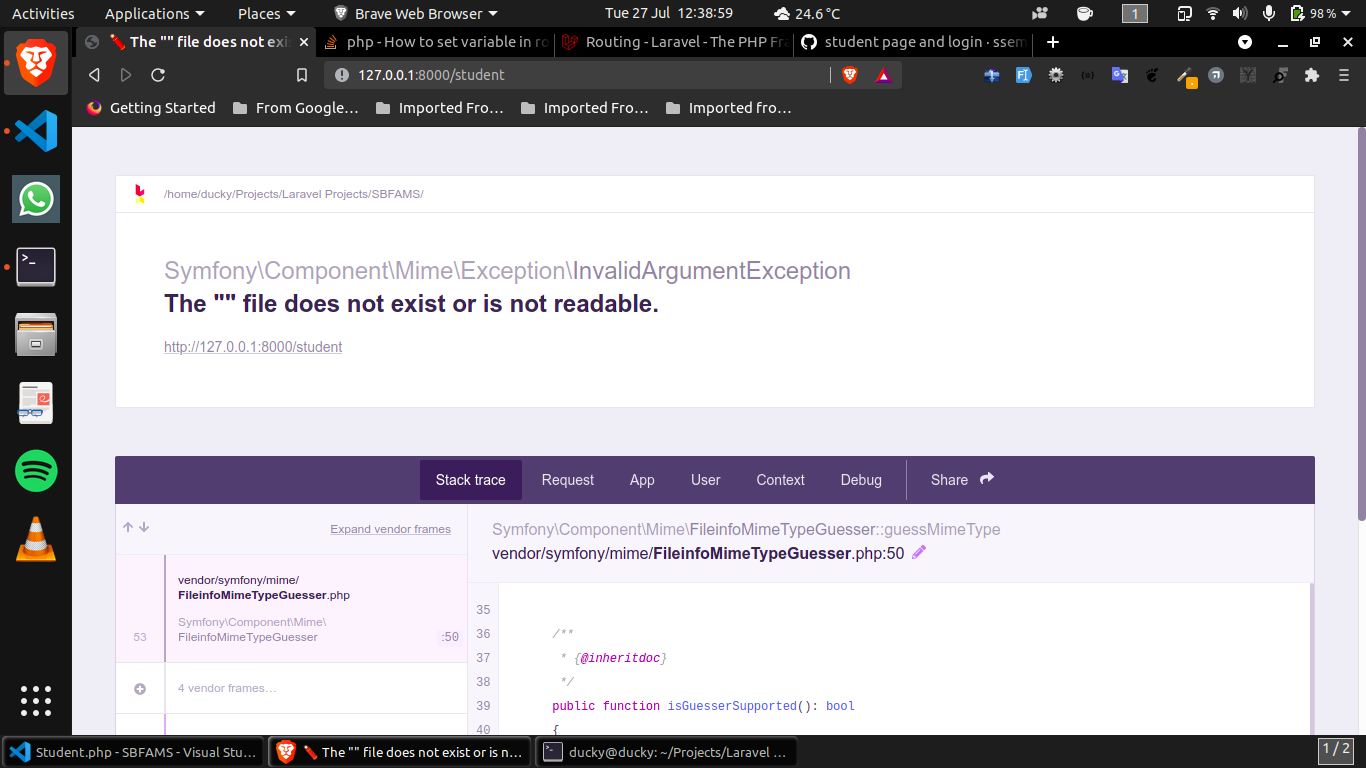 Activities Applications Places Brave Web Browser Tue 27 Jul 12:38:59 24.6 °C 1 98 %
The "" file does not exi php - How to set variable in ro Routing - Laravel - The PHP Fra student page and login · ssem
127.0.0.1:8000/student
Getting Started From Google… Imported Fro… Imported Fro… Imported Fro…
/home/ducky/Projects/Laravel Projects/SBFAMS/
Symfony\Component\Mime\Exception\InvalidArgumentException
The "" file does not exist or is not readable.
http://127.0.0.1:8000/student
Stack trace Request App User Context Debug Share
Expand vendor frames
vendor/symfony/mime/
FileinfoMimeTypeGuesser.php
Symfony\Component\Mime\
53 FileinfoMimeTypeGuesser :50
4 vendor frames…
Symfony\Component\Mime\FileinfoMimeTypeGuesser::guessMimeType
vendor/symfony/mime/FileinfoMimeTypeGuesser.php:50
35
36 /**
37 * {@inheritdoc}
38 */
39 public function isGuesserSupported(): bool
40 {
Student.php - SBFAMS - Visual Stu… The "" file does not exist or is n… ducky@ducky: ~/Projects/Laravel … 1 / 2